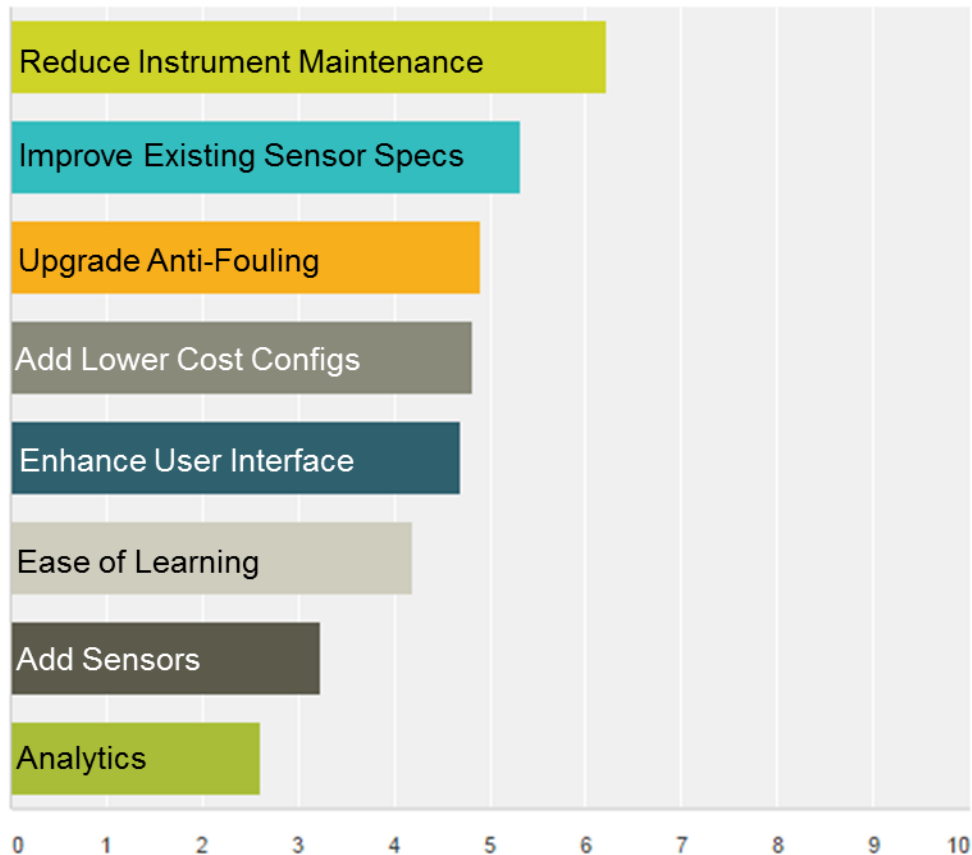 Reduce Instrument Maintenance
Improve Existing Sensor Specs
Upgrade Anti-Fouling
Add Lower Cost Configs
Enhance User Interface
Ease of Learning
Add Sensors
Analytics
0 1 2 3 4 5 6 7 8 9 10